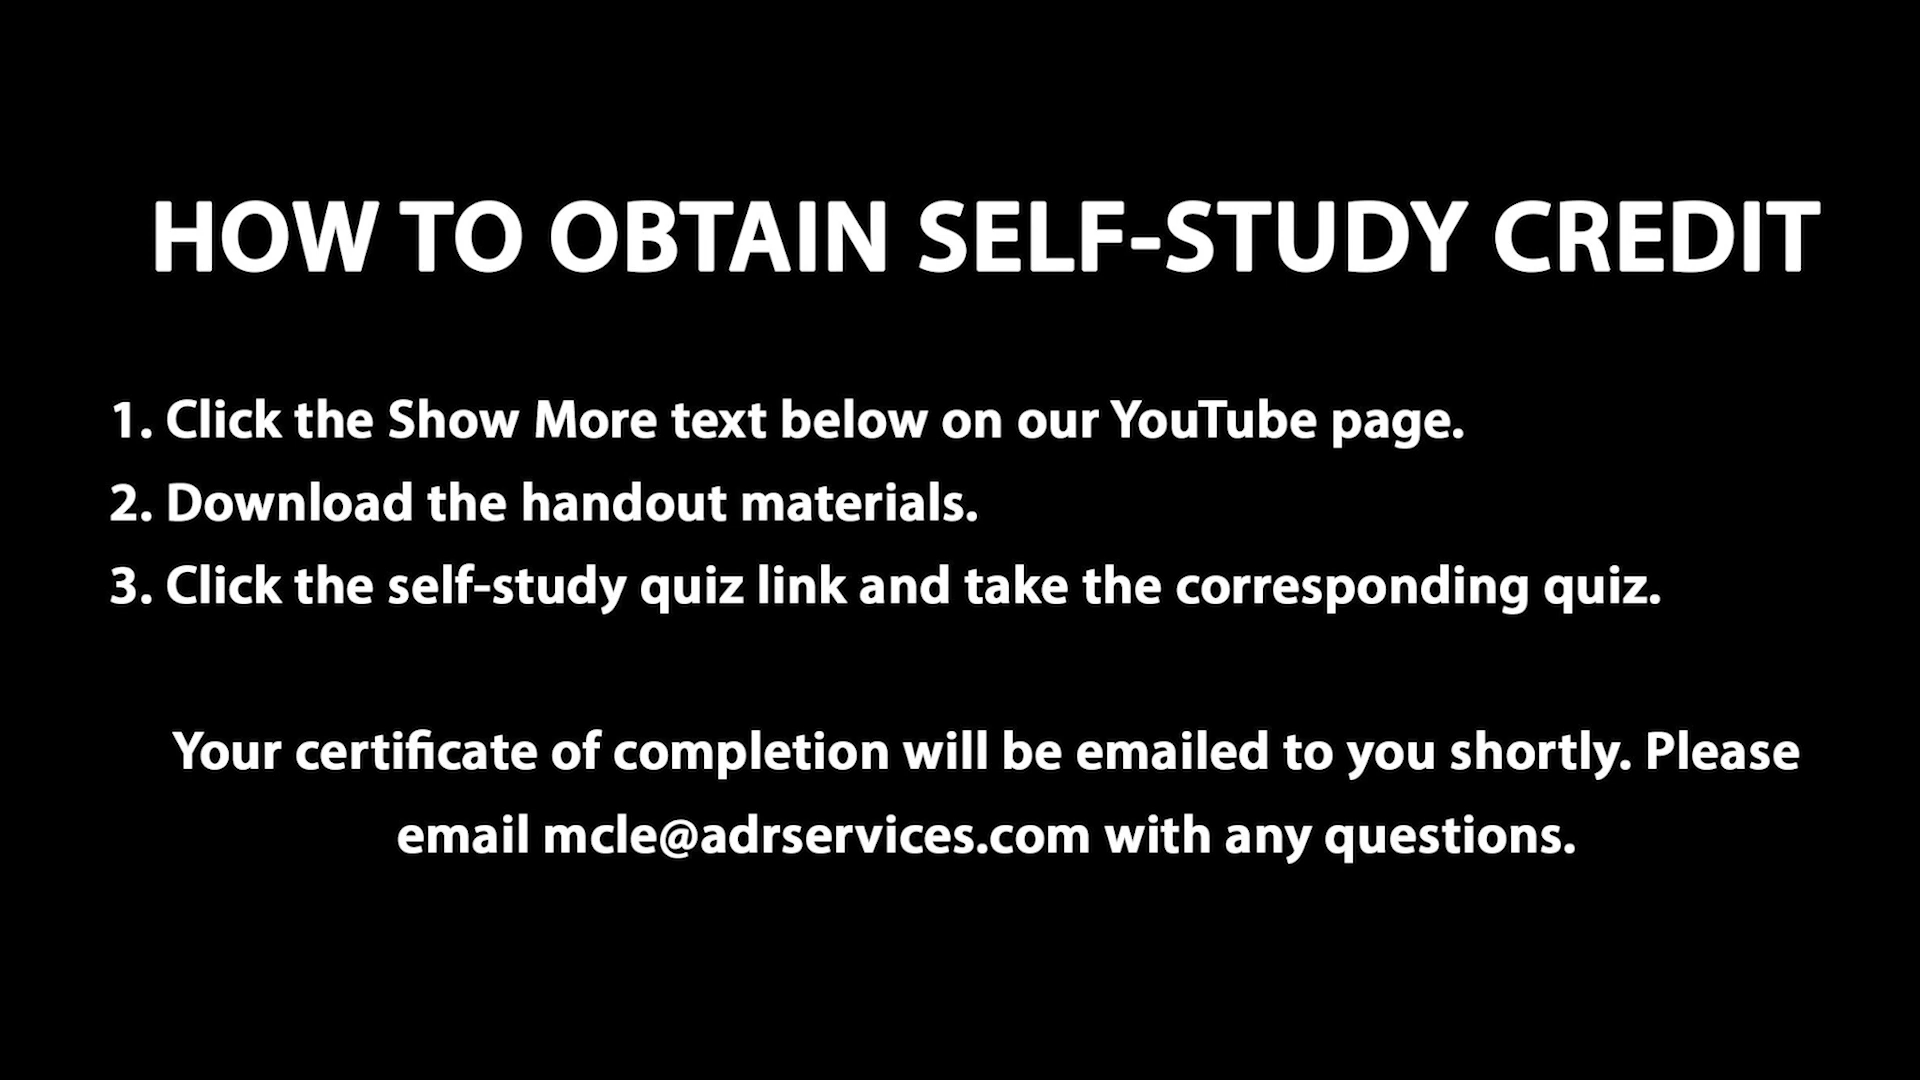 HOW TO OBTAIN SELF-STUDY CREDIT
1. Click the Show More text below on our YouTube page.
2. Download the handout materials.
3. Click the self-study quiz link and take the corresponding quiz.
Your certificate of completion will be emailed to you shortly. Please
email mcle@adrservices.com with any questions.